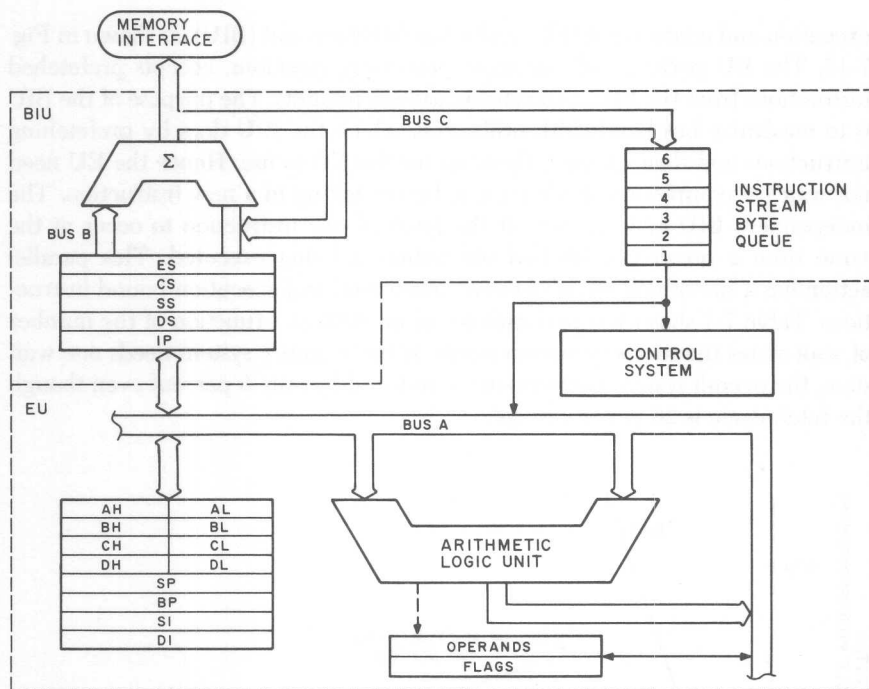 MEMORY
INTERFACE
BIU
BUS C
Σ
BUS B
6
5
4
3
2
1
INSTRUCTION
STREAM
BYTE
QUEUE
ES
CS
SS
DS
IP
CONTROL
SYSTEM
EU
BUS A
AH AL
BH BL
CH CL
DH DL
SP
BP
SI
DI
ARITHMETIC
LOGIC UNIT
OPERANDS
FLAGS